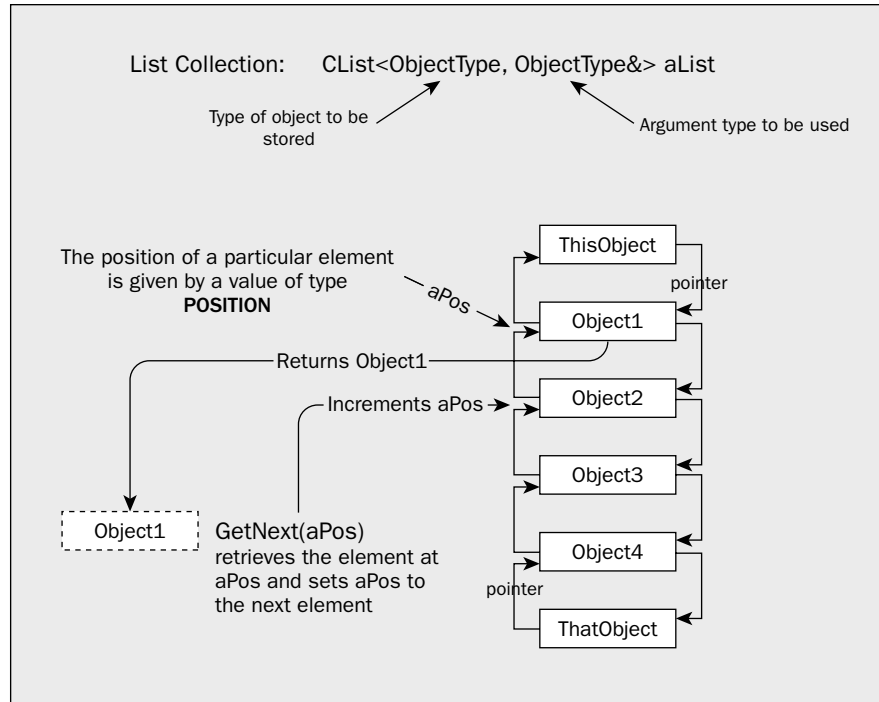 List Collection: CList<ObjectType, ObjectType&> aList
Type of object to be
stored
Argument type to be used
The position of a particular element
is given by a value of type
POSITION
aPos
ThisObject
pointer
Object1
Returns Object1
Object2
Increments aPos
Object3
Object1
GetNext(aPos)
retrieves the element at
aPos and sets aPos to
the next element
Object4
pointer
ThatObject